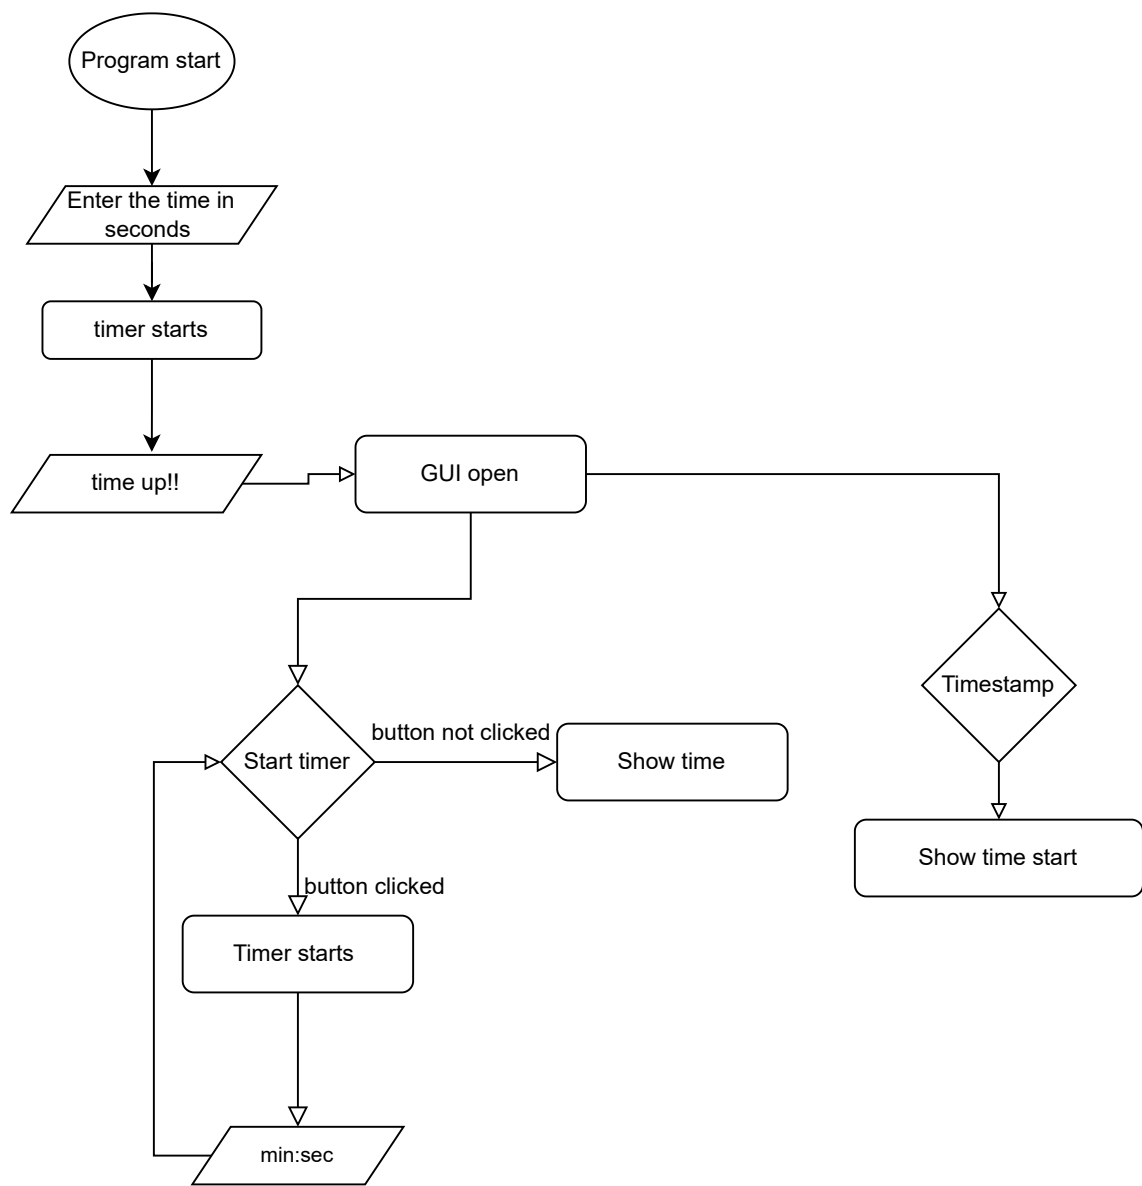 Program start
Enter the time in
seconds
timer starts
time up!!
GUI open
Timestamp
Start timer
button not clicked
Show time
Show time start
button clicked
Timer starts
min:sec